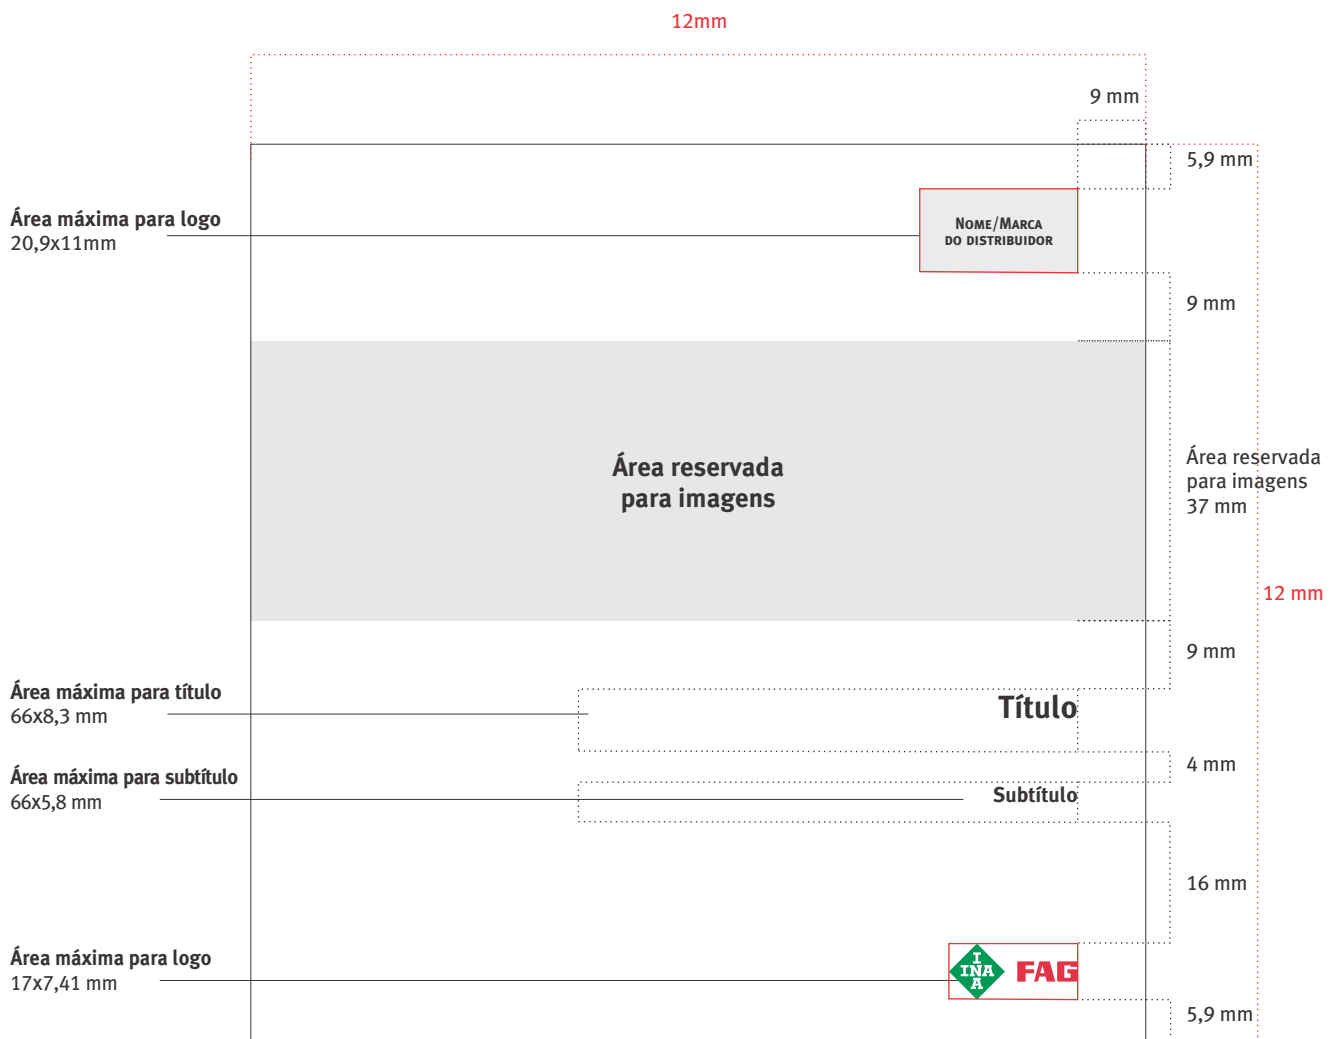 12mm
9 mm
5,9 mm
Área máxima para logo
20,9x11mm
NOME/MARCA
DO DISTRIBUIDOR
9 mm
Área reservada
para imagens
Área reservada
para imagens
37 mm
12 mm
9 mm
Área máxima para título
66x8,3 mm
Título
4 mm
Área máxima para subtítulo
66x5,8 mm
Subtítulo
16 mm
Área máxima para logo
17x7,41 mm
I
INA
A
FAG
5,9 mm